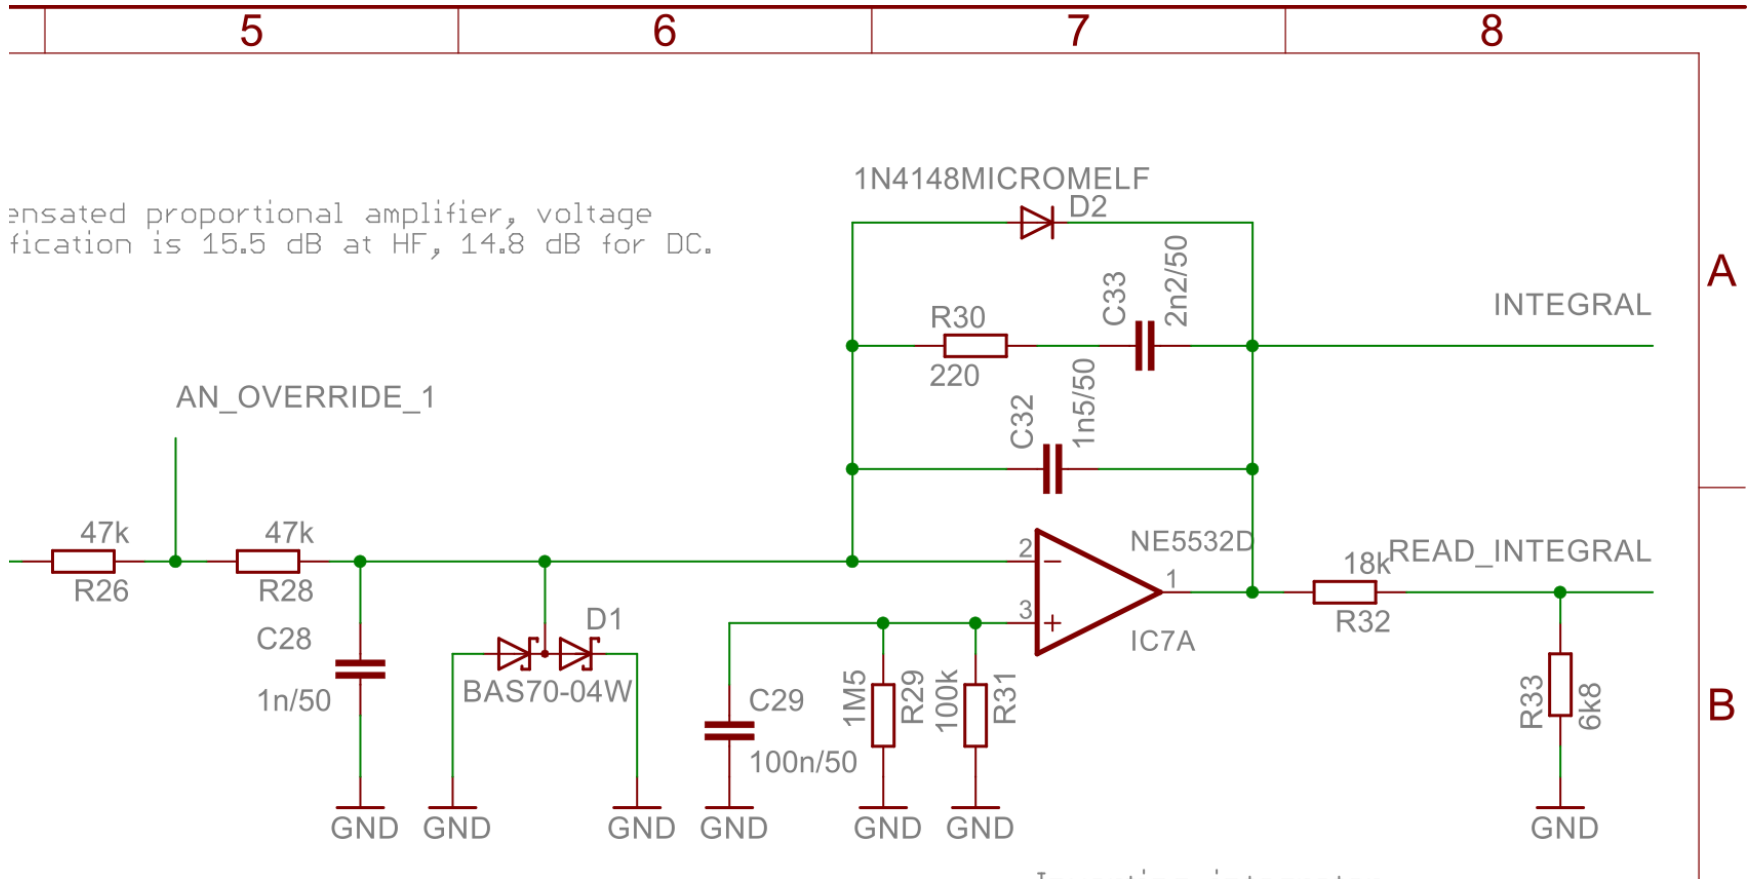 5 6 7 8
1N4148MICROMELF
D2
ensated proportional amplifier, voltage
fication is 15.5 dB at HF, 14.8 dB for DC.
A
C33
2n2/50
INTEGRAL
R30
220
AN_OVERRIDE_1
C32
1n5/50
47k
R26
47k
R28
2
3
1
NE5532D
IC7A
18k
R32
READ_INTEGRAL
C28
1n/50
D1
BAS70-04W
C29
100n/50
1M5
R29
100k
R31
R33
6k8
B
GND GND GND GND GND GND GND